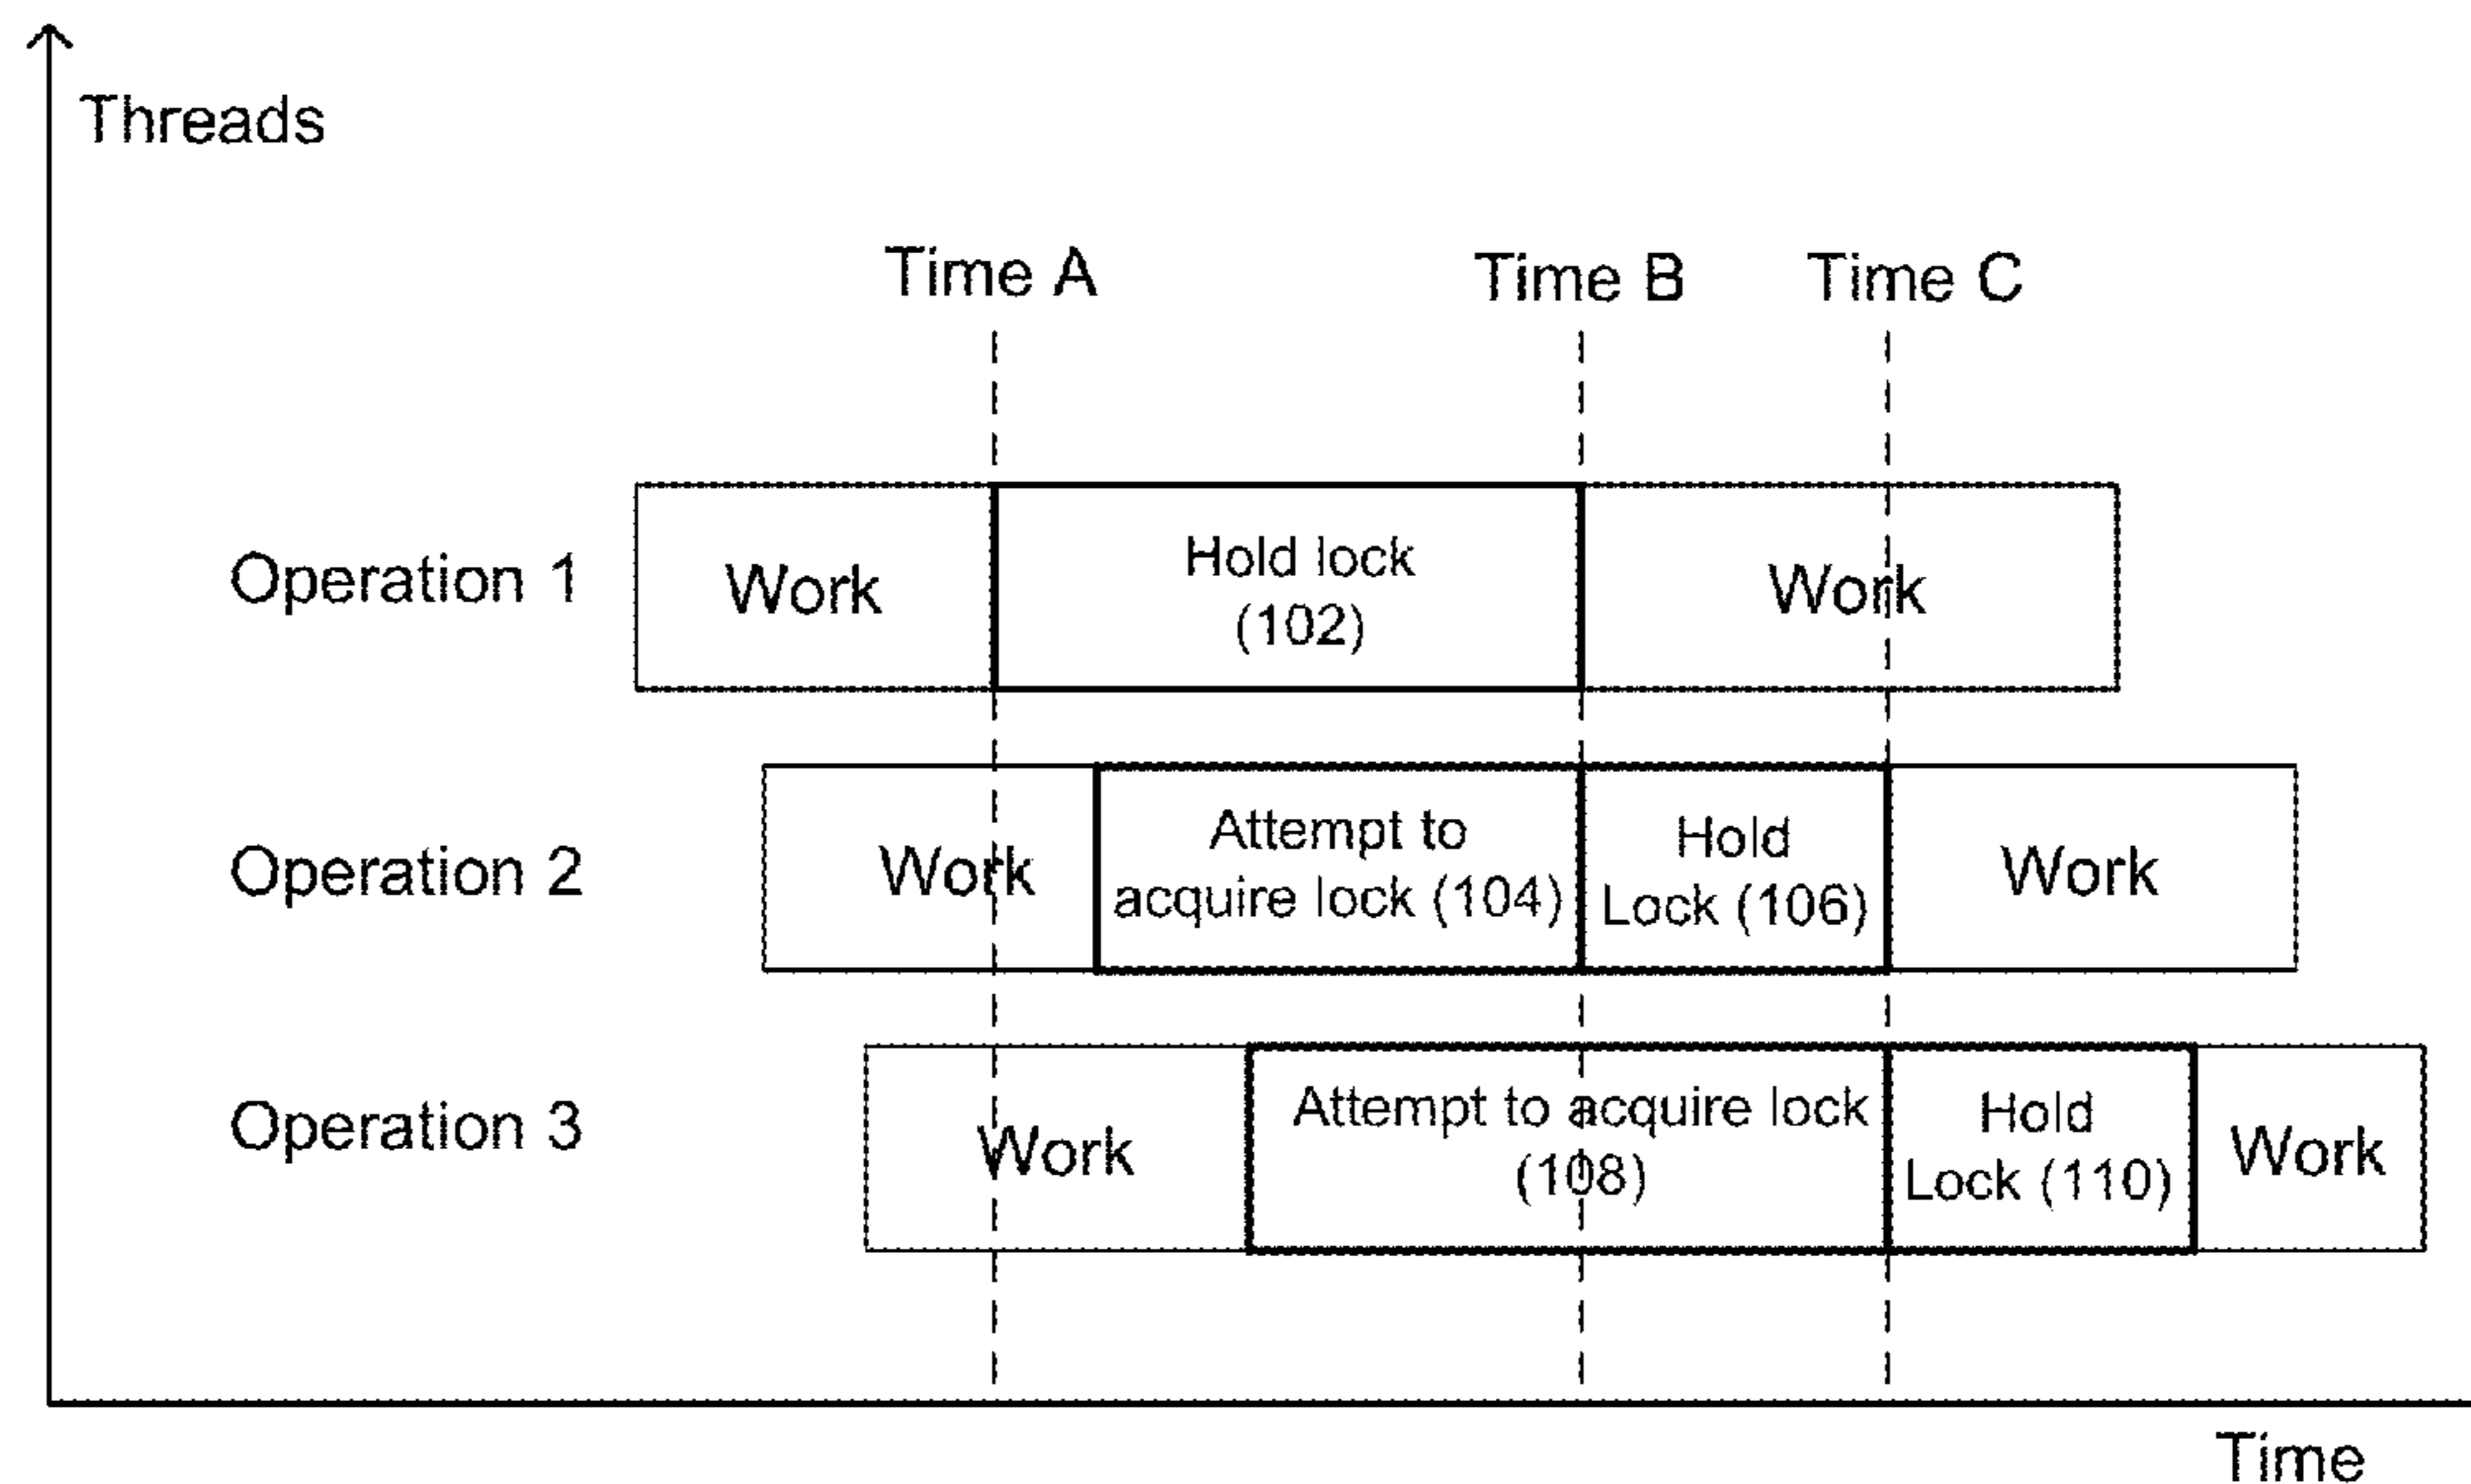 Threads
Time A
Time B
Time C
Operation 1
Work
Hold lock
(102)
Work
Operation 2
Work
Attempt to
acquire lock (104)
Hold
Lock (106)
Work
Operation 3
Work
Attempt to acquire lock
(108)
Hold
Lock (110)
Work
Time